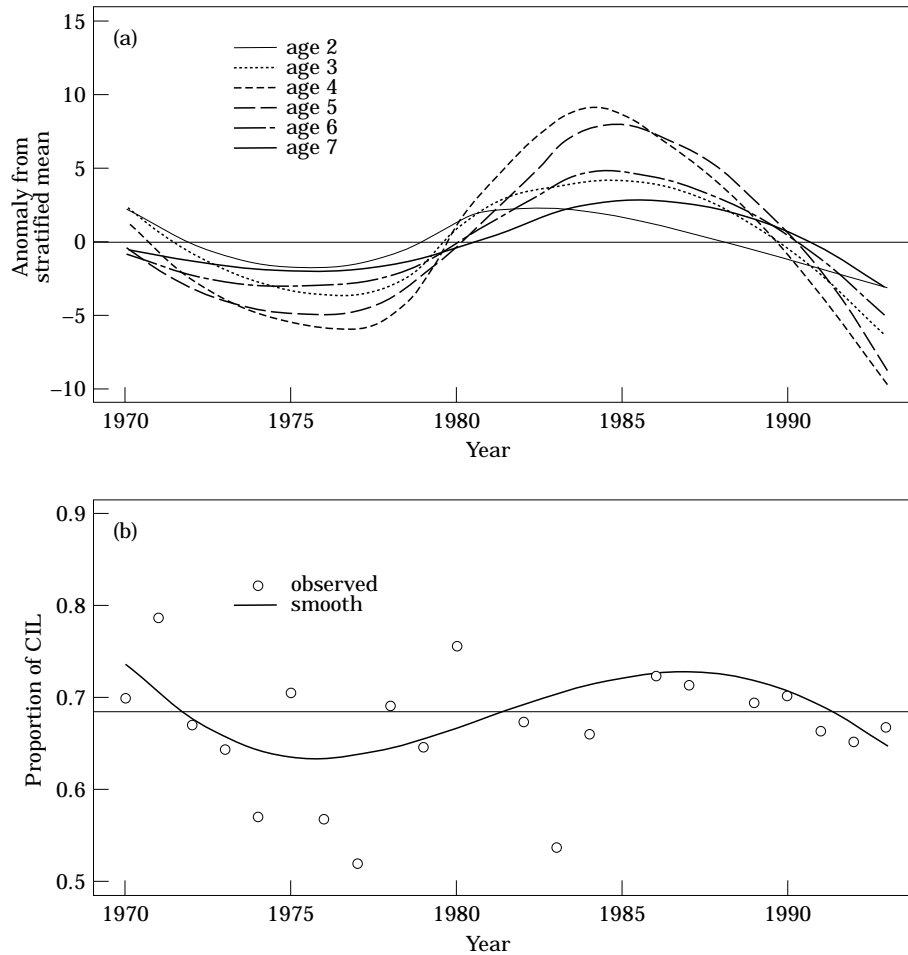 (a)
age 2
age 3
age 4
age 5
age 6
age 7
15
10
5
0
−5
−10
Anomaly from
stratified mean
1970
1975
1980
1985
1990
Year
(b)
observed
smooth
0.9
0.8
0.7
0.6
0.5
Proportion of CIL
1970
1975
1980
1985
1990
Year